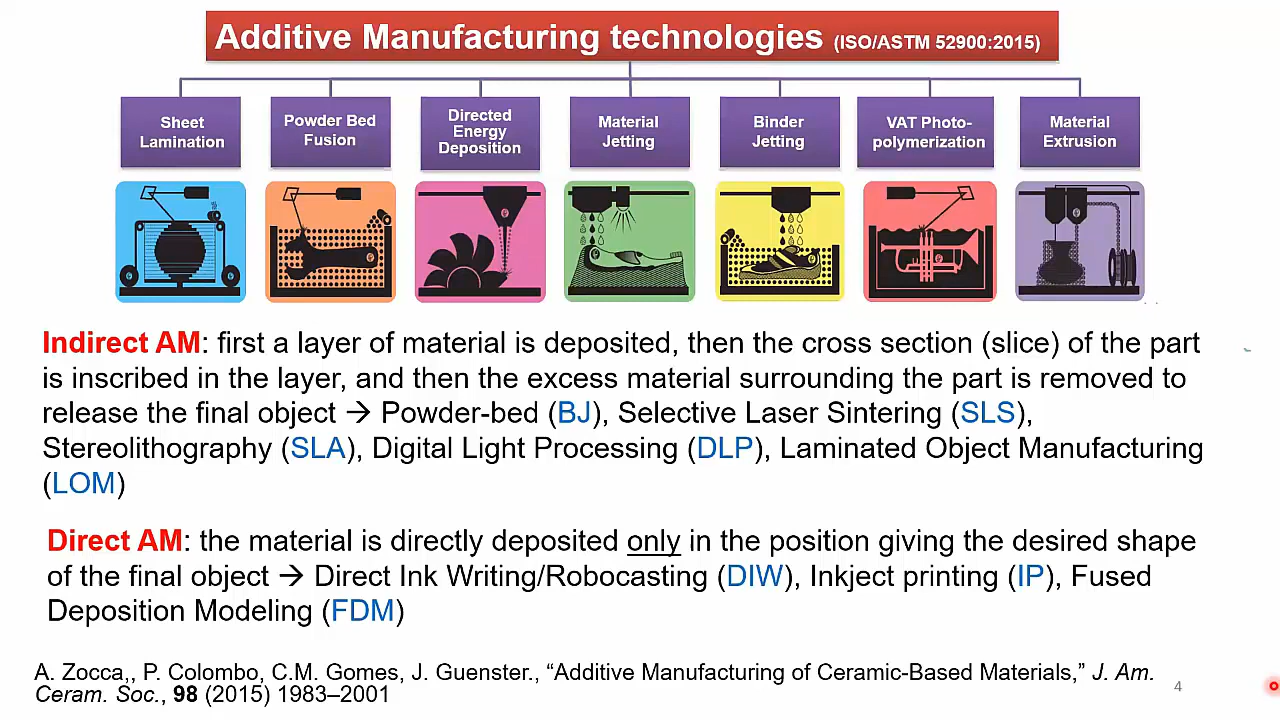 Additive Manufacturing technologies (ISO/ASTM 52900:2015)
Sheet
Lamination
Powder Bed
Fusion
Directed
Energy
Deposition
Material
Jetting
Binder
Jetting
VAT Photo-
polymerization
Material
Extrusion
Indirect AM: first a layer of material is deposited, then the cross section (slice) of the part
is inscribed in the layer, and then the excess material surrounding the part is removed to
release the final object → Powder-bed (BJ), Selective Laser Sintering (SLS),
Stereolithography (SLA), Digital Light Processing (DLP), Laminated Object Manufacturing
(LOM)
Direct AM: the material is directly deposited only in the position giving the desired shape
of the final object → Direct Ink Writing/Robocasting (DIW), Inkject printing (IP), Fused
Deposition Modeling (FDM)
A. Zocca,, P. Colombo, C.M. Gomes, J. Guenster., “Additive Manufacturing of Ceramic-Based Materials,” J. Am.
Ceram. Soc., 98 (2015) 1983–2001
4